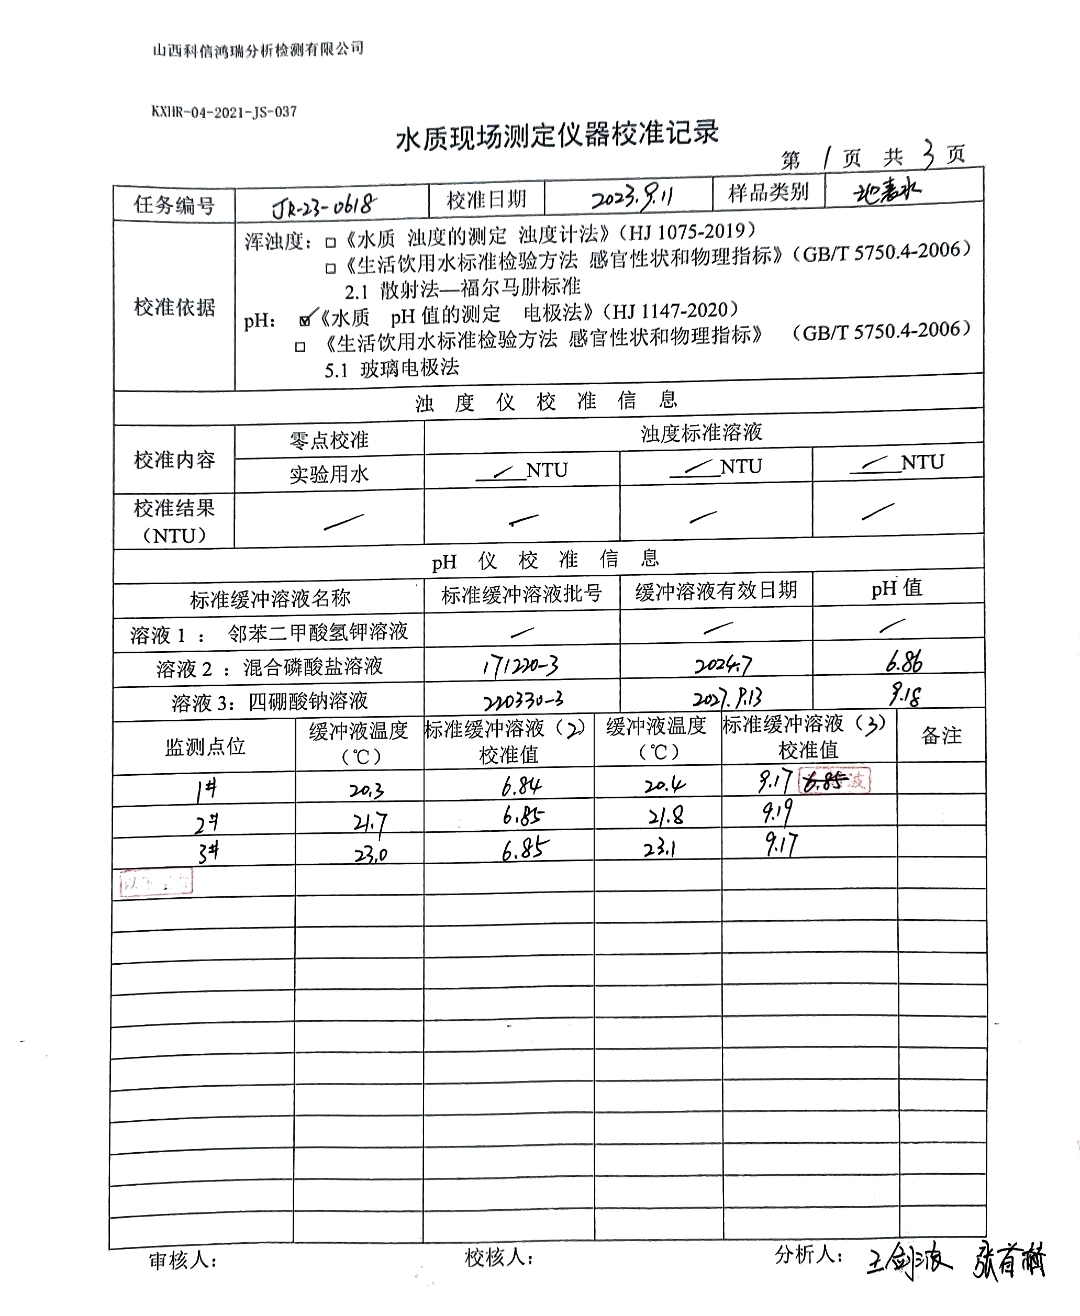 山西科信鸿瑞分析检测有限公司
KXHR-04-2021-JS-037
水质现场测定仪器校准记录
第 1 页 共 3 页
任务编号 JR-23-0618 校准日期 2023.9.11 样品类别 地表水
校准依据
浑浊度：□《水质 浊度的测定 浊度计法》（HJ 1075-2019）
□《生活饮用水标准检验方法 感官性状和物理指标》（GB/T 5750.4-2006）
2.1 散射法—福尔马肼标准
pH： ☑《水质 pH 值的测定 电极法》（HJ 1147-2020）
□ 《生活饮用水标准检验方法 感官性状和物理指标》 （GB/T 5750.4-2006）
5.1 玻璃电极法
浊 度 仪 校 准 信 息
校准内容 零点校准 浊度标准溶液
实验用水 / NTU / NTU / NTU
校准结果（NTU） / / / /
pH 仪 校 准 信 息
标准缓冲溶液名称 标准缓冲溶液批号 缓冲溶液有效日期 pH 值
溶液 1 ： 邻苯二甲酸氢钾溶液 / / /
溶液 2 ：混合磷酸盐溶液 171220-3 2024.7 6.86
溶液 3：四硼酸钠溶液 220330-3 2027.9.13 9.18
监测点位 缓冲液温度（℃） 标准缓冲溶液（2）校准值 缓冲液温度（℃） 标准缓冲溶液（3）校准值 备注
1# 20.3 6.84 20.4 9.17 6.85
2# 21.7 6.85 21.8 9.19
3# 23.0 6.85 23.1 9.17
审核人： 校核人： 分析人： 王剑波